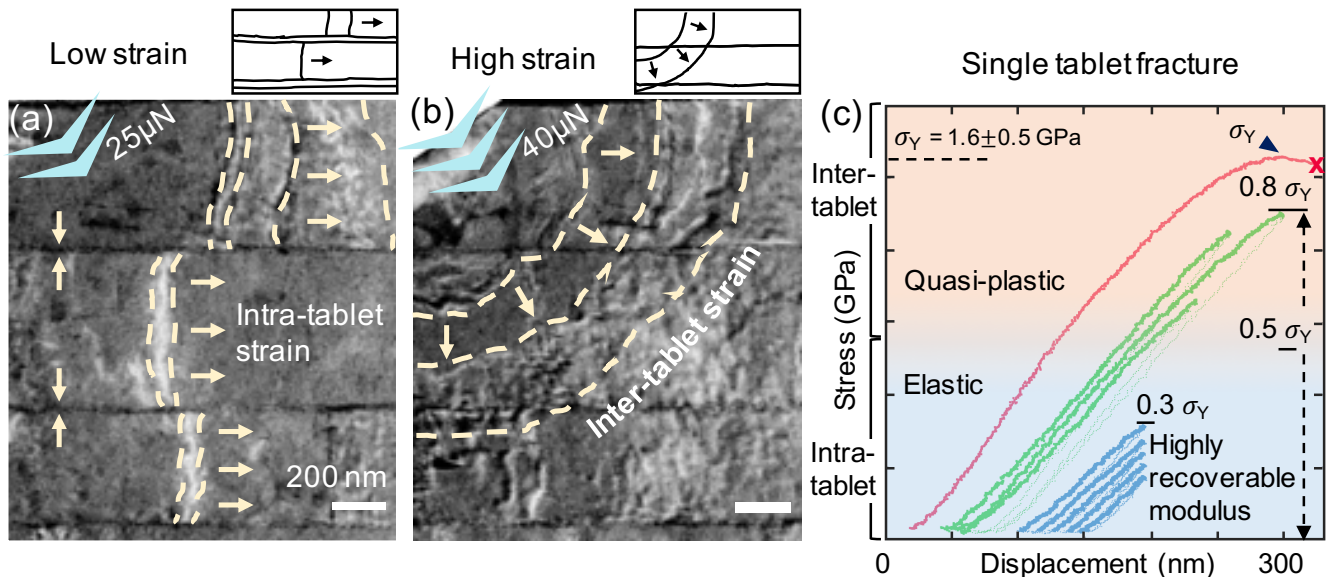 Low strain
High strain
Single tablet fracture
(a)
25µN
Intra-tablet
strain
200 nm
(b)
40µN
Inter-tablet strain
(c)
σY = 1.6±0.5 GPa
σY
x
0.8 σY
Inter-
tablet
Quasi-plastic
Stress (GPa)
0.5 σY
Elastic
0.3 σY
Intra-
tablet
Highly
recoverable
modulus
0
Displacement (nm)
300